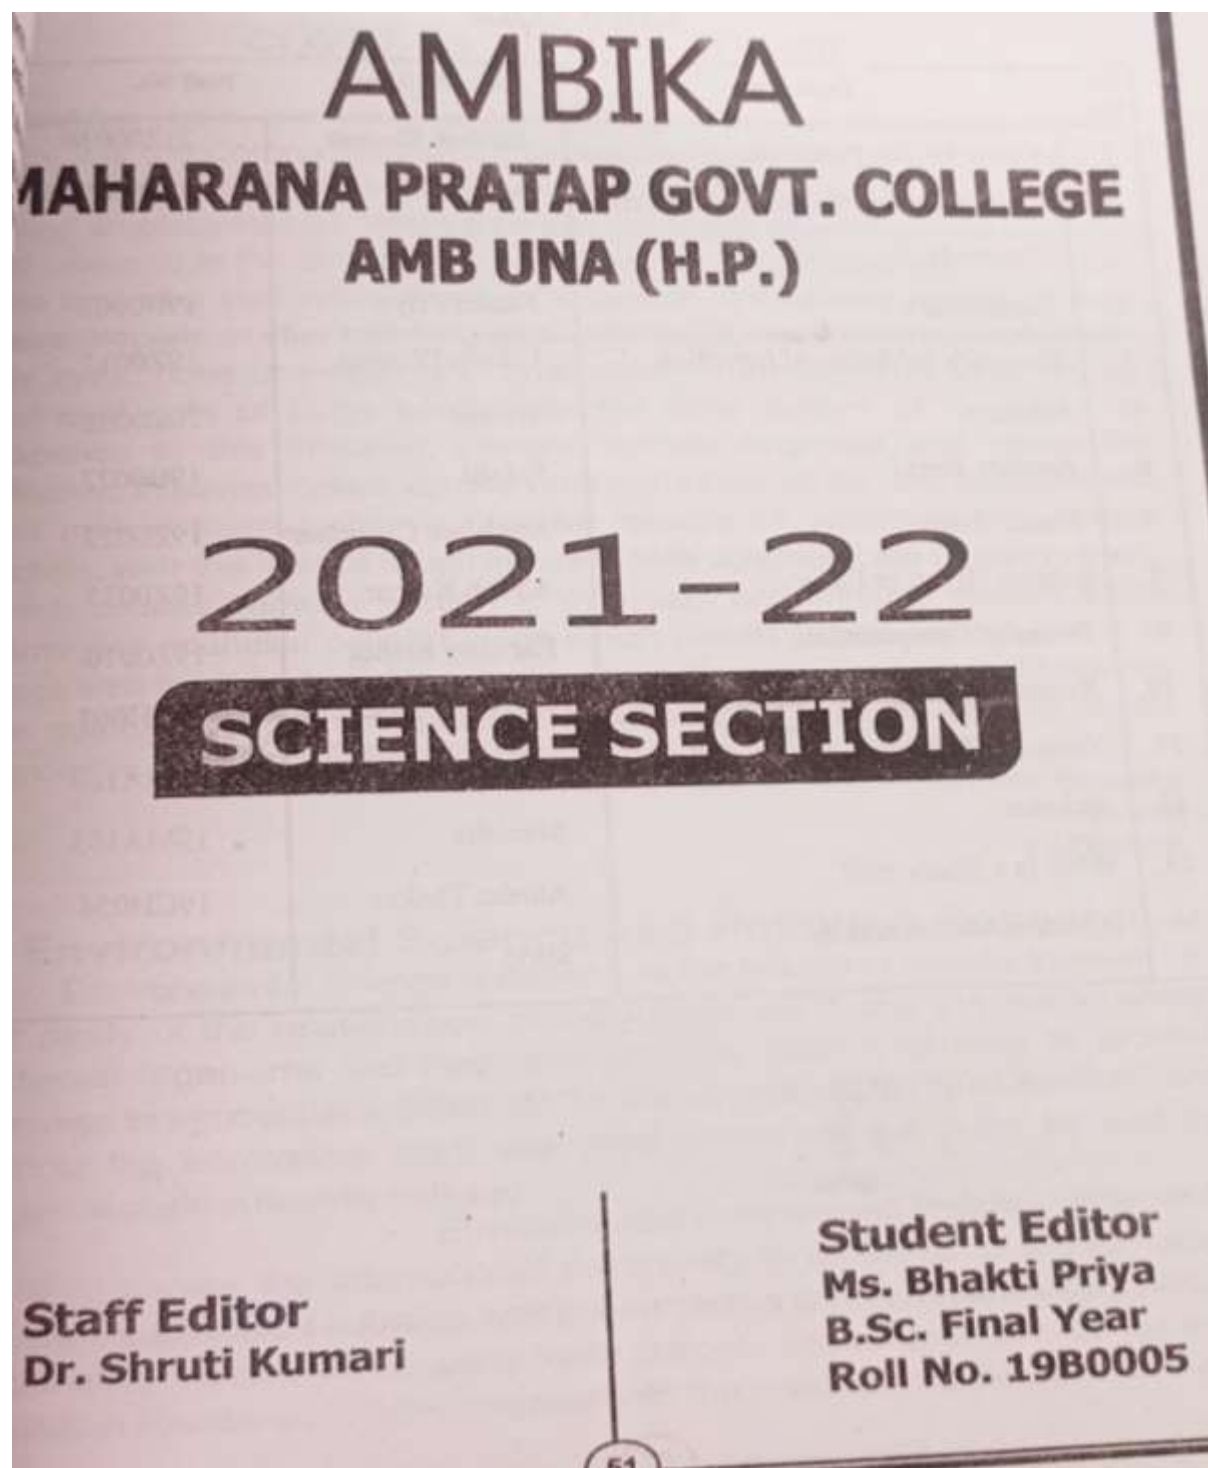 AMBIKA
MAHARANA PRATAP GOVT. COLLEGE
AMB UNA (H.P.)
2021-22
SCIENCE SECTION
Staff Editor
Dr. Shruti Kumari
Student Editor
Ms. Bhakti Priya
B.Sc. Final Year
Roll No. 19B0005